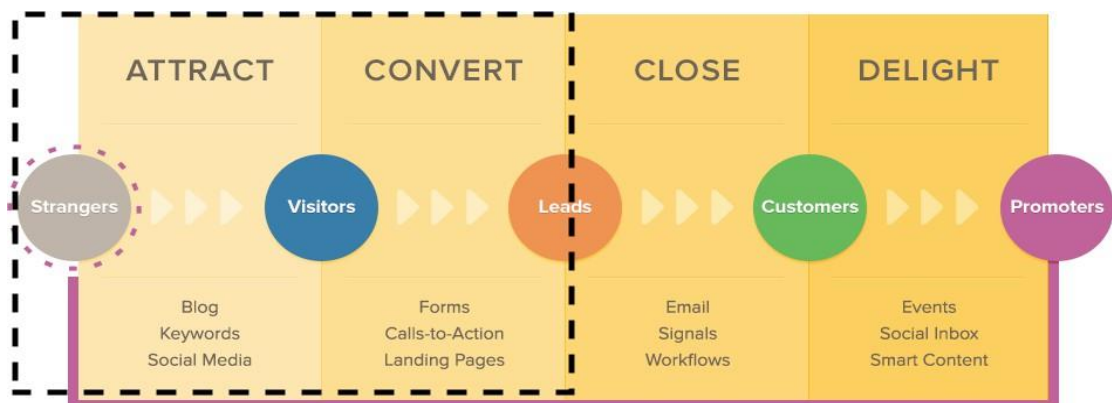 ATTRACT
CONVERT
CLOSE
DELIGHT
Strangers
Visitors
Leads
Customers
Promoters
Blog
Keywords
Social Media
Forms
Calls-to-Action
Landing Pages
Email
Signals
Workflows
Events
Social Inbox
Smart Content